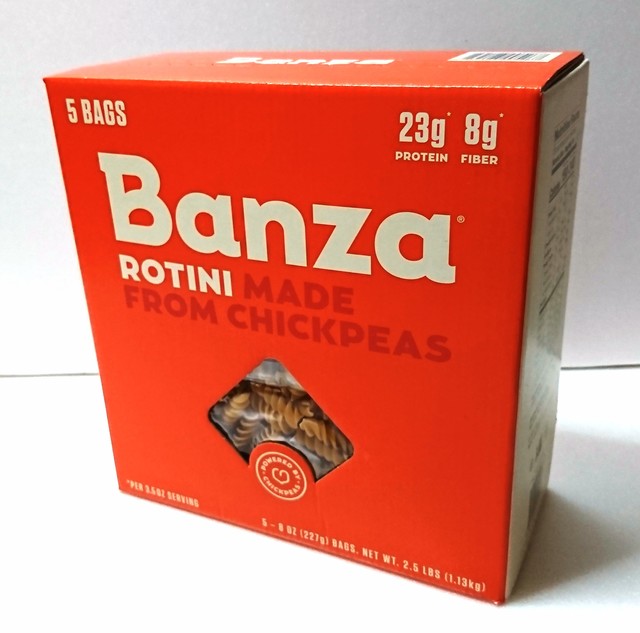 Banza
5 BAGS
23g* 8g*
PROTEIN FIBER
Banza®
ROTINI MADE
FROM CHICKPEAS
POWERED BY
CHICKPEAS
*PER 3.5OZ SERVING
5 - 8 OZ (227g) BAGS. NET WT. 2.5 LBS (1.13kg)